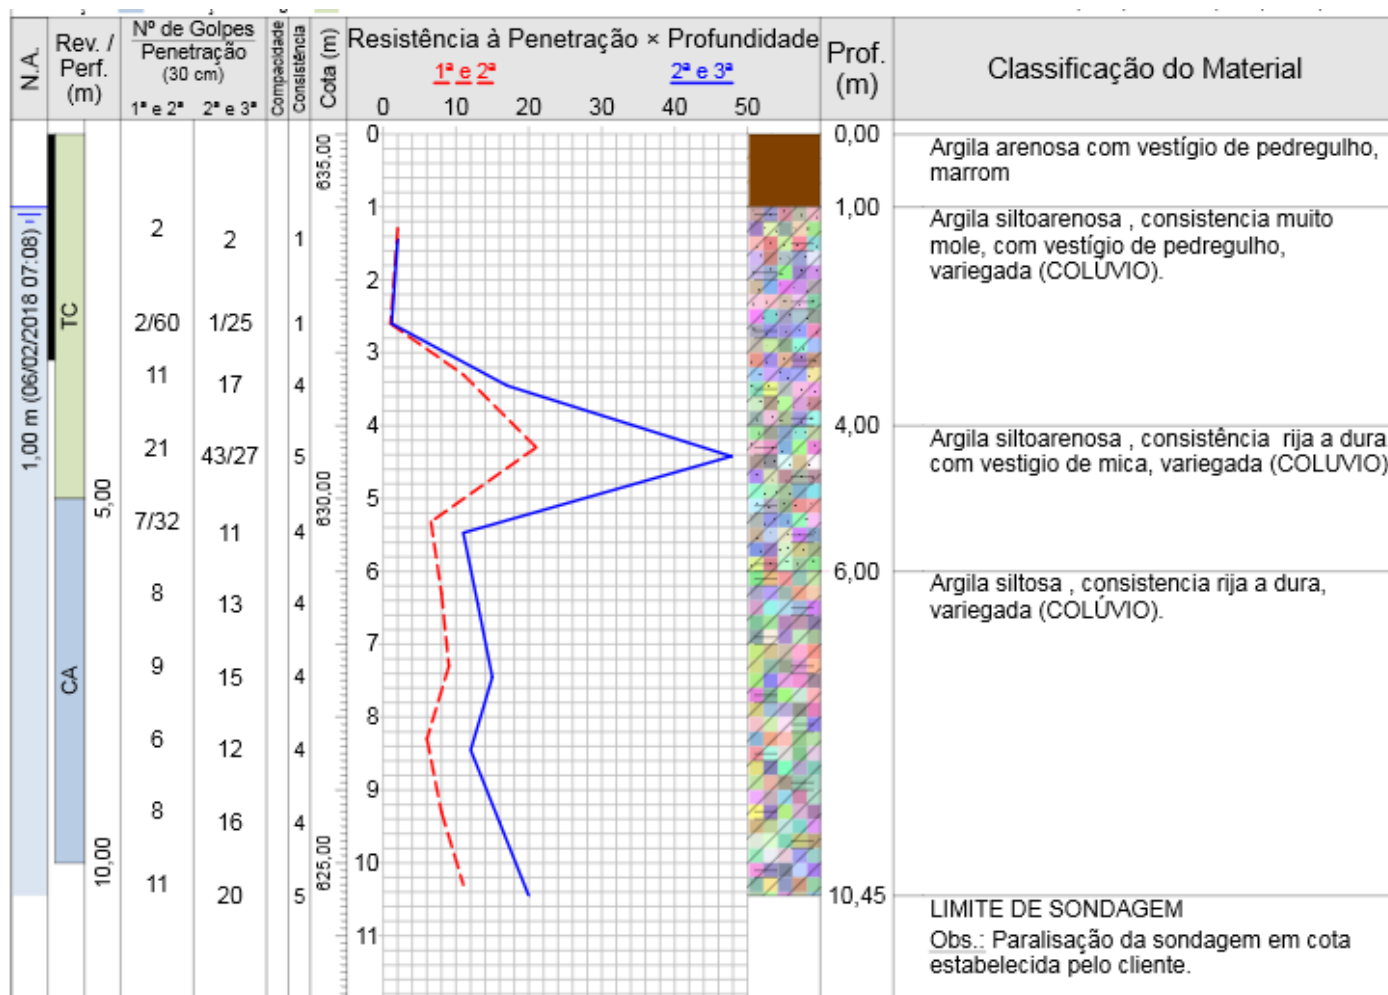 N.A.
Rev. /
Perf.
(m)
Nº de Golpes
Penetração
(30 cm)
1ª e 2ª
2ª e 3ª
Compacidade
Consistência
Cota (m)
Resistência à Penetração × Profundidade
1ª e 2ª
2ª e 3ª
0 10 20 30 40 50
Prof.
(m)
Classificação do Material
1,00 m (06/02/2018 07:08)
TC
CA
5,00
10,00
2 2 1
2/60 1/25 1
11 17 4
21 43/27 5
7/32 11 4
8 13 4
9 15 4
6 12 4
8 16 4
11 20 5
635,00
630,00
625,00
0
1
2
3
4
5
6
7
8
9
10
11
0,00
Argila arenosa com vestígio de pedregulho,
marrom
1,00
Argila siltoarenosa , consistencia muito
mole, com vestígio de pedregulho,
variegada (COLÚVIO).
4,00
Argila siltoarenosa , consistência rija a dura
com vestigio de mica, variegada (COLUVIO)
6,00
Argila siltosa , consistencia rija a dura,
variegada (COLÚVIO).
10,45
LIMITE DE SONDAGEM
Obs.: Paralisação da sondagem em cota
estabelecida pelo cliente.